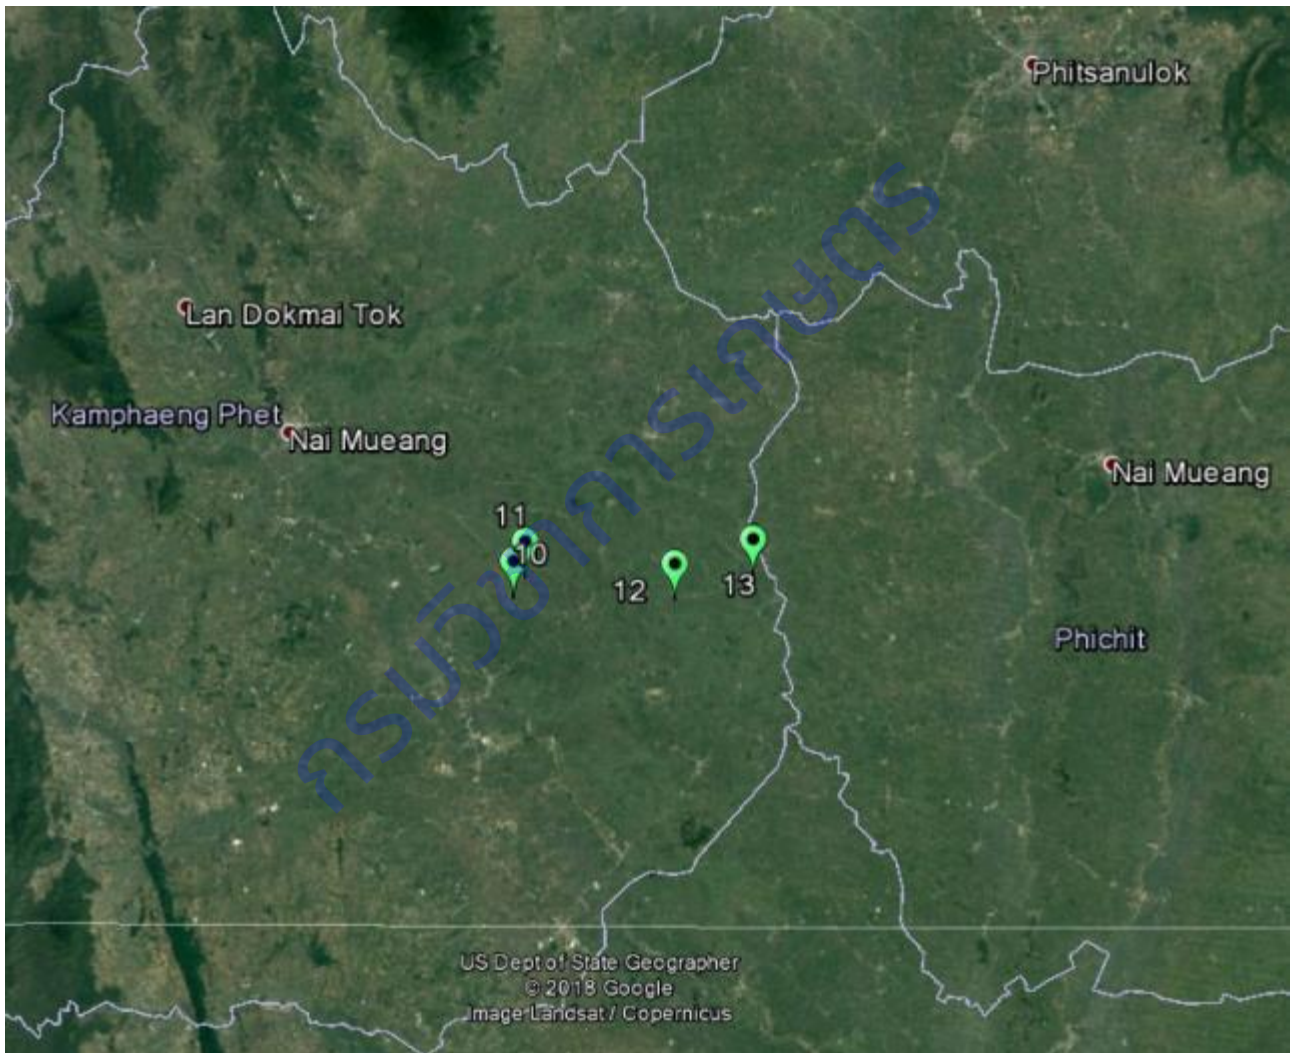 Phitsanulok
Lan Dokmai Tok
Kamphaeng Phet
Nai Mueang
Nai Mueang
11
10
12
13
Phichit
กรมวิชาการเกษตร
US Dept of State Geographer
© 2018 Google
Image Landsat / Copernicus